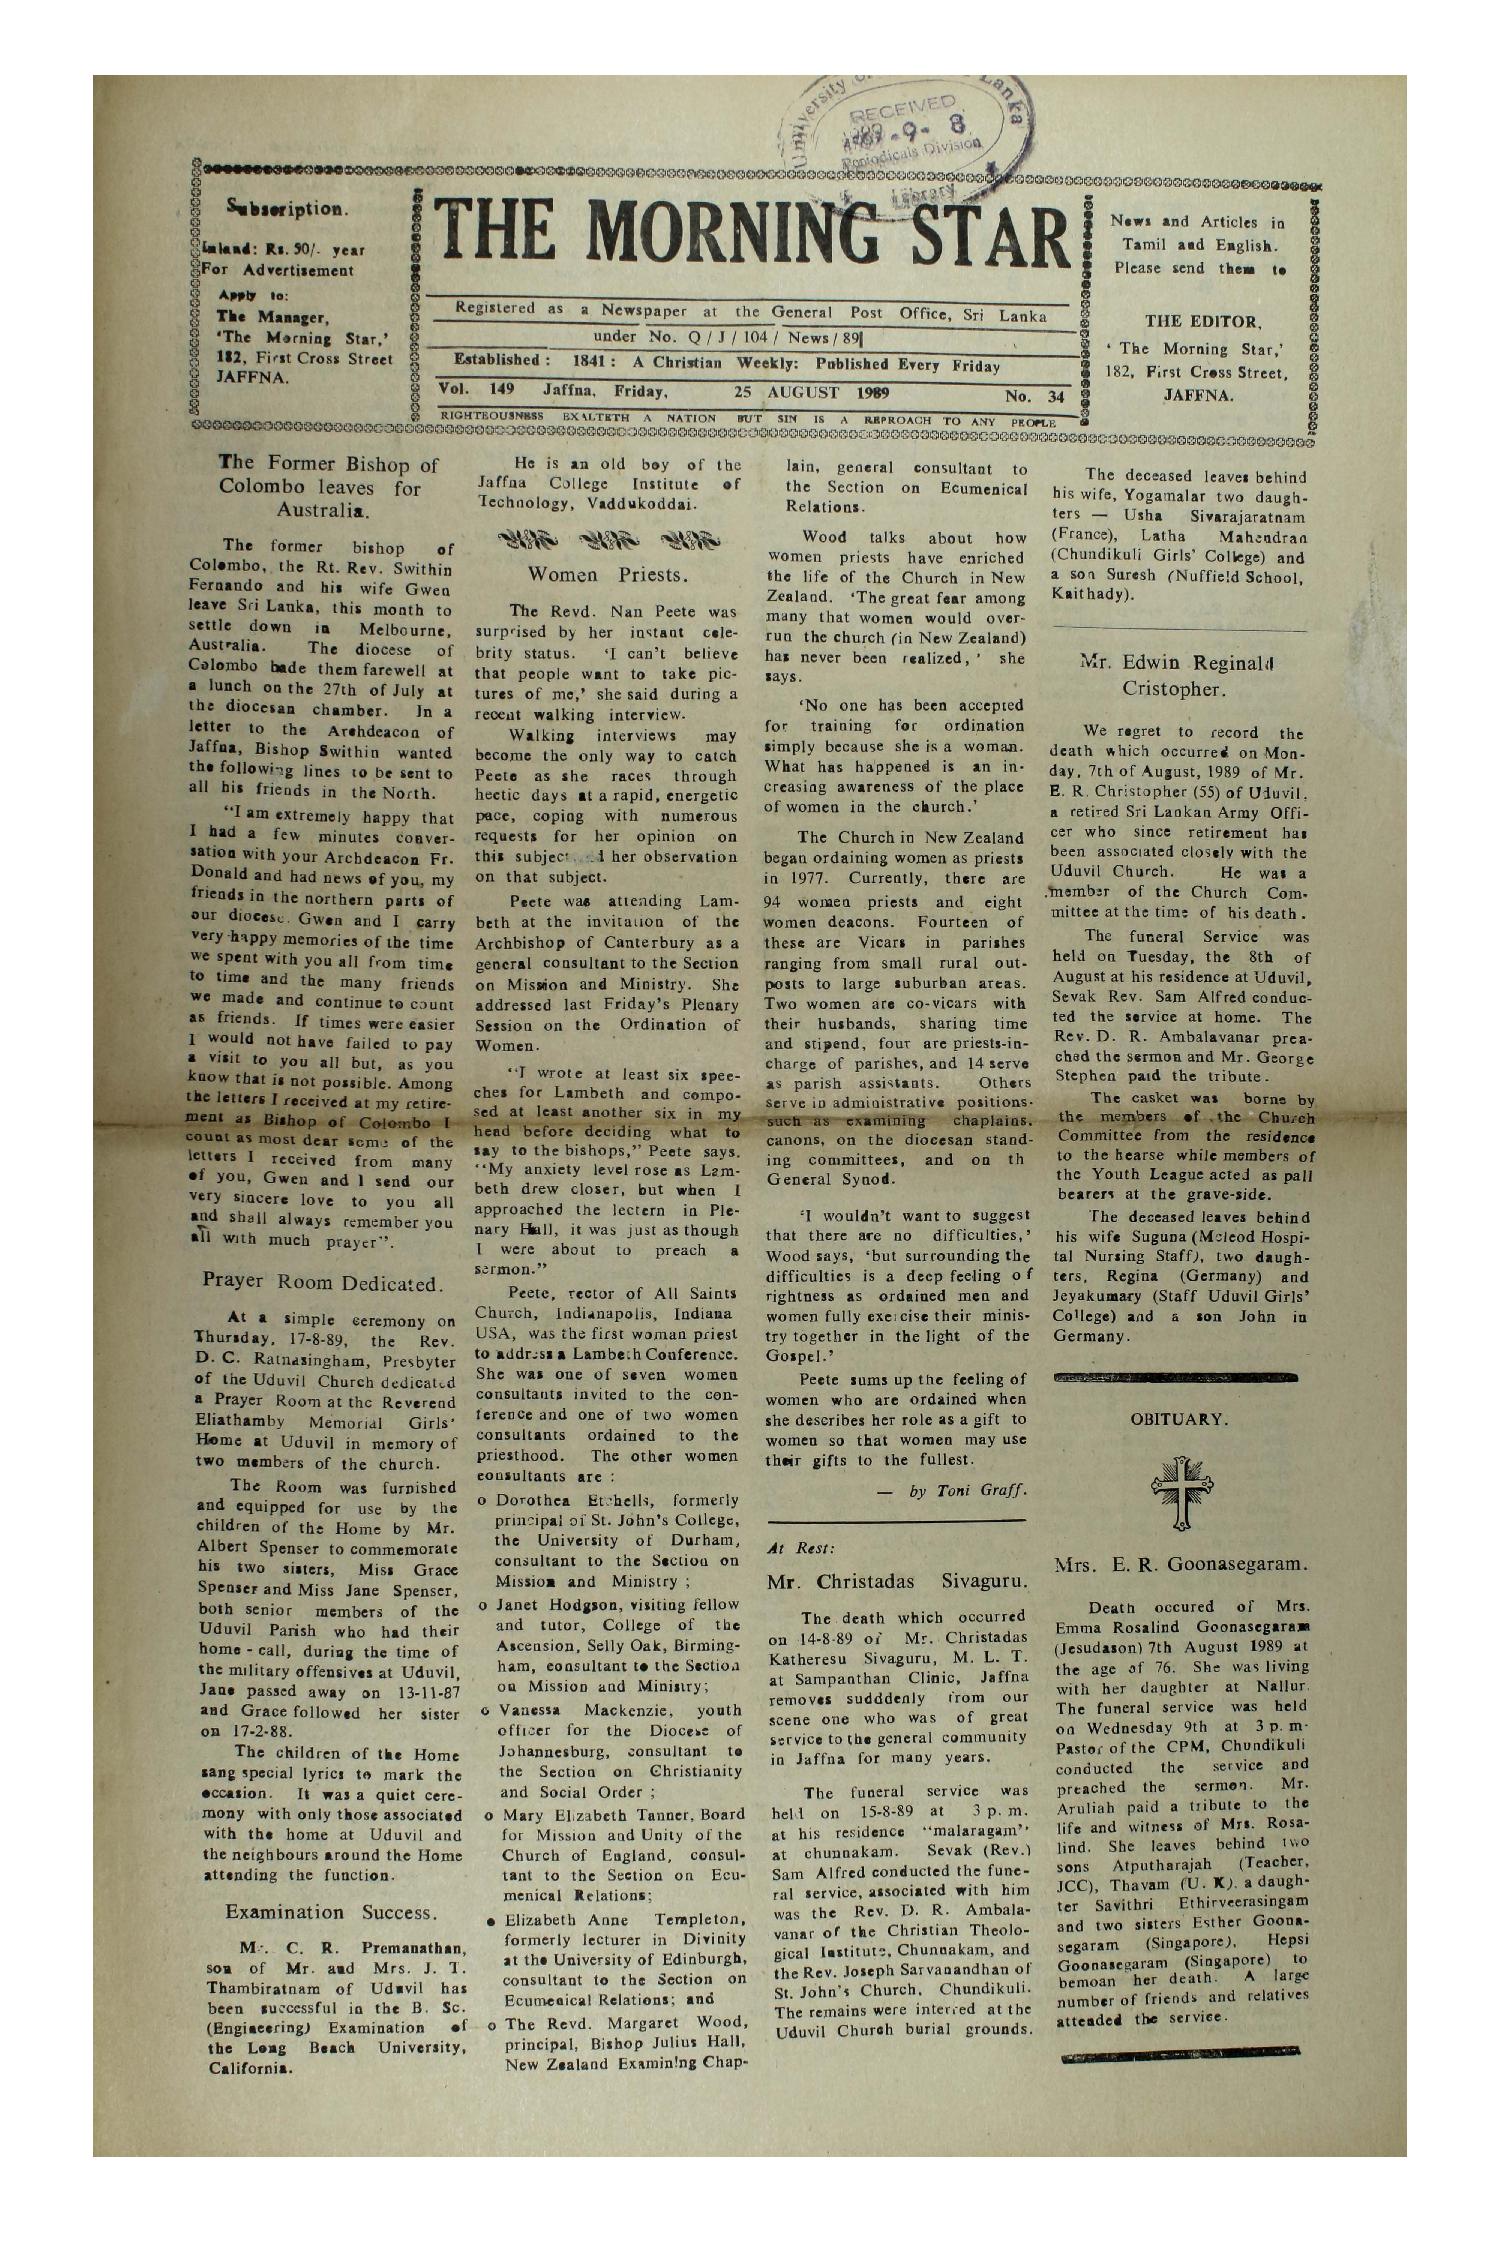 University of Lanka
RECEIVED
9 - 8
Periodicals Division
Library
Subscription.
Inland: Rs. 50/- year
For Advertisement
Apply to:
The Manager,
'The Morning Star,'
182, First Cross Street
JAFFNA.
THE MORNING STAR
Registered as a Newspaper at the General Post Office, Sri Lanka
under No. Q / J / 104 / News / 89
Established : 1841 : A Christian Weekly: Published Every Friday
Vol. 149 Jaffna, Friday, 25 AUGUST 1989 No. 34
RIGHTEOUSNESS EXALTETH A NATION BUT SIN IS A REPROACH TO ANY PEOPLE
News and Articles in
Tamil and English.
Please send them to
THE EDITOR,
' The Morning Star,'
182, First Cross Street,
JAFFNA.
The Former Bishop of
Colombo leaves for
Australia.
The former bishop of
Colombo, the Rt. Rev. Swithin
Fernando and his wife Gwen
leave Sri Lanka, this month to
settle down in Melbourne,
Australia. The diocese of
Colombo bade them farewell at
a lunch on the 27th of July at
the diocesan chamber. In a
letter to the Archdeacon of
Jaffna, Bishop Swithin wanted
the following lines to be sent to
all his friends in the North.
"I am extremely happy that
I had a few minutes conver-
sation with your Archdeacon Fr.
Donald and had news of you, my
friends in the northern parts of
our diocese. Gwen and I carry
very happy memories of the time
we spent with you all from time
to time and the many friends
we made and continue to count
as friends. If times were easier
I would not have failed to pay
a visit to you all but, as you
know that is not possible. Among
the letters I received at my retire-
ment as Bishop of Colombo I
count as most dear some of the
letters I received from many
of you, Gwen and I send our
very sincere love to you all
and shall always remember you
all with much prayer".
Prayer Room Dedicated.
At a simple ceremony on
Thursday, 17-8-89, the Rev.
D. C. Ratnasingham, Presbyter
of the Uduvil Church dedicated
a Prayer Room at the Reverend
Eliathamby Memorial Girls'
Home at Uduvil in memory of
two members of the church.
The Room was furnished
and equipped for use by the
children of the Home by Mr.
Albert Spenser to commemorate
his two sisters, Miss Grace
Spenser and Miss Jane Spenser,
both senior members of the
Uduvil Parish who had their
home - call, during the time of
the military offensives at Uduvil,
Jane passed away on 13-11-87
and Grace followed her sister
on 17-2-88.
The children of the Home
sang special lyrics to mark the
occasion. It was a quiet cere-
mony with only those associated
with the home at Uduvil and
the neighbours around the Home
attending the function.
Examination Success.
Mr. C. R. Premanathan,
son of Mr. and Mrs. J. T.
Thambiratnam of Uduvil has
been successful in the B. Sc.
(Engineering) Examination of
the Long Beach University,
California.
He is an old boy of the
Jaffna College Institute of
Technology, Vaddukoddai.
Women Priests.
The Revd. Nan Peete was
surprised by her instant cele-
brity status. 'I can't believe
that people want to take pic-
tures of me,' she said during a
recent walking interview.
Walking interviews may
become the only way to catch
Peete as she races through
hectic days at a rapid, energetic
pace, coping with numerous
requests for her opinion on
this subject her observation
on that subject.
Peete was attending Lam-
beth at the invitation of the
Archbishop of Canterbury as a
general consultant to the Section
on Mission and Ministry. She
addressed last Friday's Plenary
Session on the Ordination of
Women.
"I wrote at least six spee-
ches for Lambeth and compo-
sed at least another six in my
head before deciding what to
say to the bishops," Peete says.
"My anxiety level rose as Lam-
beth drew closer, but when I
approached the lectern in Ple-
nary Hall, it was just as though
I were about to preach a
sermon."
Peete, rector of All Saints
Church, Indianapolis, Indiana
USA, was the first woman priest
to address a Lambeth Conference.
She was one of seven women
consultants invited to the con-
ference and one of two women
consultants ordained to the
priesthood. The other women
consultants are :
o Dorothea Etchells, formerly
principal of St. John's College,
the University of Durham,
consultant to the Section on
Mission and Ministry ;
o Janet Hodgson, visiting fellow
and tutor, College of the
Ascension, Selly Oak, Birming-
ham, consultant to the Section
on Mission and Ministry;
o Vanessa Mackenzie, youth
officer for the Diocese of
Johannesburg, consultant to
the Section on Christianity
and Social Order ;
o Mary Elizabeth Tanner, Board
for Mission and Unity of the
Church of England, consul-
tant to the Section on Ecu-
menical Relations;
• Elizabeth Anne Templeton,
formerly lecturer in Divinity
at the University of Edinburgh,
consultant to the Section on
Ecumenical Relations; and
o The Revd. Margaret Wood,
principal, Bishop Julius Hall,
New Zealand Examining Chap-
lain, general consultant to
the Section on Ecumenical
Relations.
Wood talks about how
women priests have enriched
the life of the Church in New
Zealand. 'The great fear among
many that women would over-
run the church (in New Zealand)
has never been realized, ' she
says.
'No one has been accepted
for training for ordination
simply because she is a woman.
What has happened is an in-
creasing awareness of the place
of women in the church.'
The Church in New Zealand
began ordaining women as priests
in 1977. Currently, there are
94 women priests and eight
women deacons. Fourteen of
these are Vicars in parishes
ranging from small rural out-
posts to large suburban areas.
Two women are co-vicars with
their husbands, sharing time
and stipend, four are priests-in-
charge of parishes, and 14 serve
as parish assistants. Others
serve in administrative positions-
such as examining chaplains.
canons, on the diocesan stand-
ing committees, and on th
General Synod.
'I wouldn't want to suggest
that there are no difficulties,'
Wood says, 'but surrounding the
difficulties is a deep feeling of
rightness as ordained men and
women fully exercise their minis-
try together in the light of the
Gospel.'
Peete sums up the feeling of
women who are ordained when
she describes her role as a gift to
women so that women may use
their gifts to the fullest.
— by Toni Graff.
At Rest:
Mr. Christadas Sivaguru.
The death which occurred
on 14-8-89 of Mr. Christadas
Katheresu Sivaguru, M. L. T.
at Sampanthan Clinic, Jaffna
removes sudddenly from our
scene one who was of great
service to the general community
in Jaffna for many years.
The funeral service was
held on 15-8-89 at 3 p. m.
at his residence "malaragam"
at chunnakam. Sevak (Rev.)
Sam Alfred conducted the fune-
ral service, associated with him
was the Rev. D. R. Ambala-
vanar of the Christian Theolo-
gical Institute, Chunnakam, and
the Rev. Joseph Sarvanandhan of
St. John's Church, Chundikuli.
The remains were interred at the
Uduvil Church burial grounds.
The deceased leaves behind
his wife, Yogamalar two daugh-
ters — Usha Sivarajaratnam
(France), Latha Mahendran
(Chundikuli Girls' College) and
a son Suresh (Nuffield School,
Kaithady).
Mr. Edwin Reginald
Cristopher.
We regret to record the
death which occurred on Mon-
day, 7th of August, 1989 of Mr.
E. R. Christopher (55) of Uduvil,
a retired Sri Lankan Army Offi-
cer who since retirement has
been associated closely with the
Uduvil Church. He was a
member of the Church Com-
mittee at the time of his death.
The funeral Service was
held on Tuesday, the 8th of
August at his residence at Uduvil,
Sevak Rev. Sam Alfred conduc-
ted the service at home. The
Rev. D. R. Ambalavanar prea-
ched the sermon and Mr. George
Stephen paid the tribute.
The casket was borne by
the members of the Church
Committee from the residence
to the hearse while members of
the Youth League acted as pall
bearers at the grave-side.
The deceased leaves behind
his wife Suguna (Mcleod Hospi-
tal Nursing Staff), two daugh-
ters, Regina (Germany) and
Jeyakumary (Staff Uduvil Girls'
College) and a son John in
Germany.
OBITUARY.
Mrs. E. R. Goonasegaram.
Death occured of Mrs.
Emma Rosalind Goonasegaram
(Jesudason) 7th August 1989 at
the age of 76. She was living
with her daughter at Nallur.
The funeral service was held
on Wednesday 9th at 3 p. m.
Pastor of the CPM, Chundikuli
conducted the service and
preached the sermon. Mr.
Aruliah paid a tribute to the
life and witness of Mrs. Rosa-
lind. She leaves behind two
sons Atputharajah (Teacher,
JCC), Thavam (U. K). a daugh-
ter Savithri Ethirveerasingam
and two sisters Esther Goona-
segaram (Singapore), Hepsi
Goonasegaram (Singapore) to
bemoan her death. A large
number of friends and relatives
attended the service.